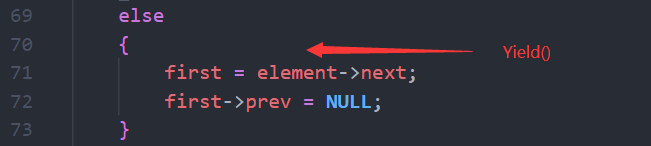 69 else
70 { Yield()
71 first = element->next;
72 first->prev = NULL;
73 }